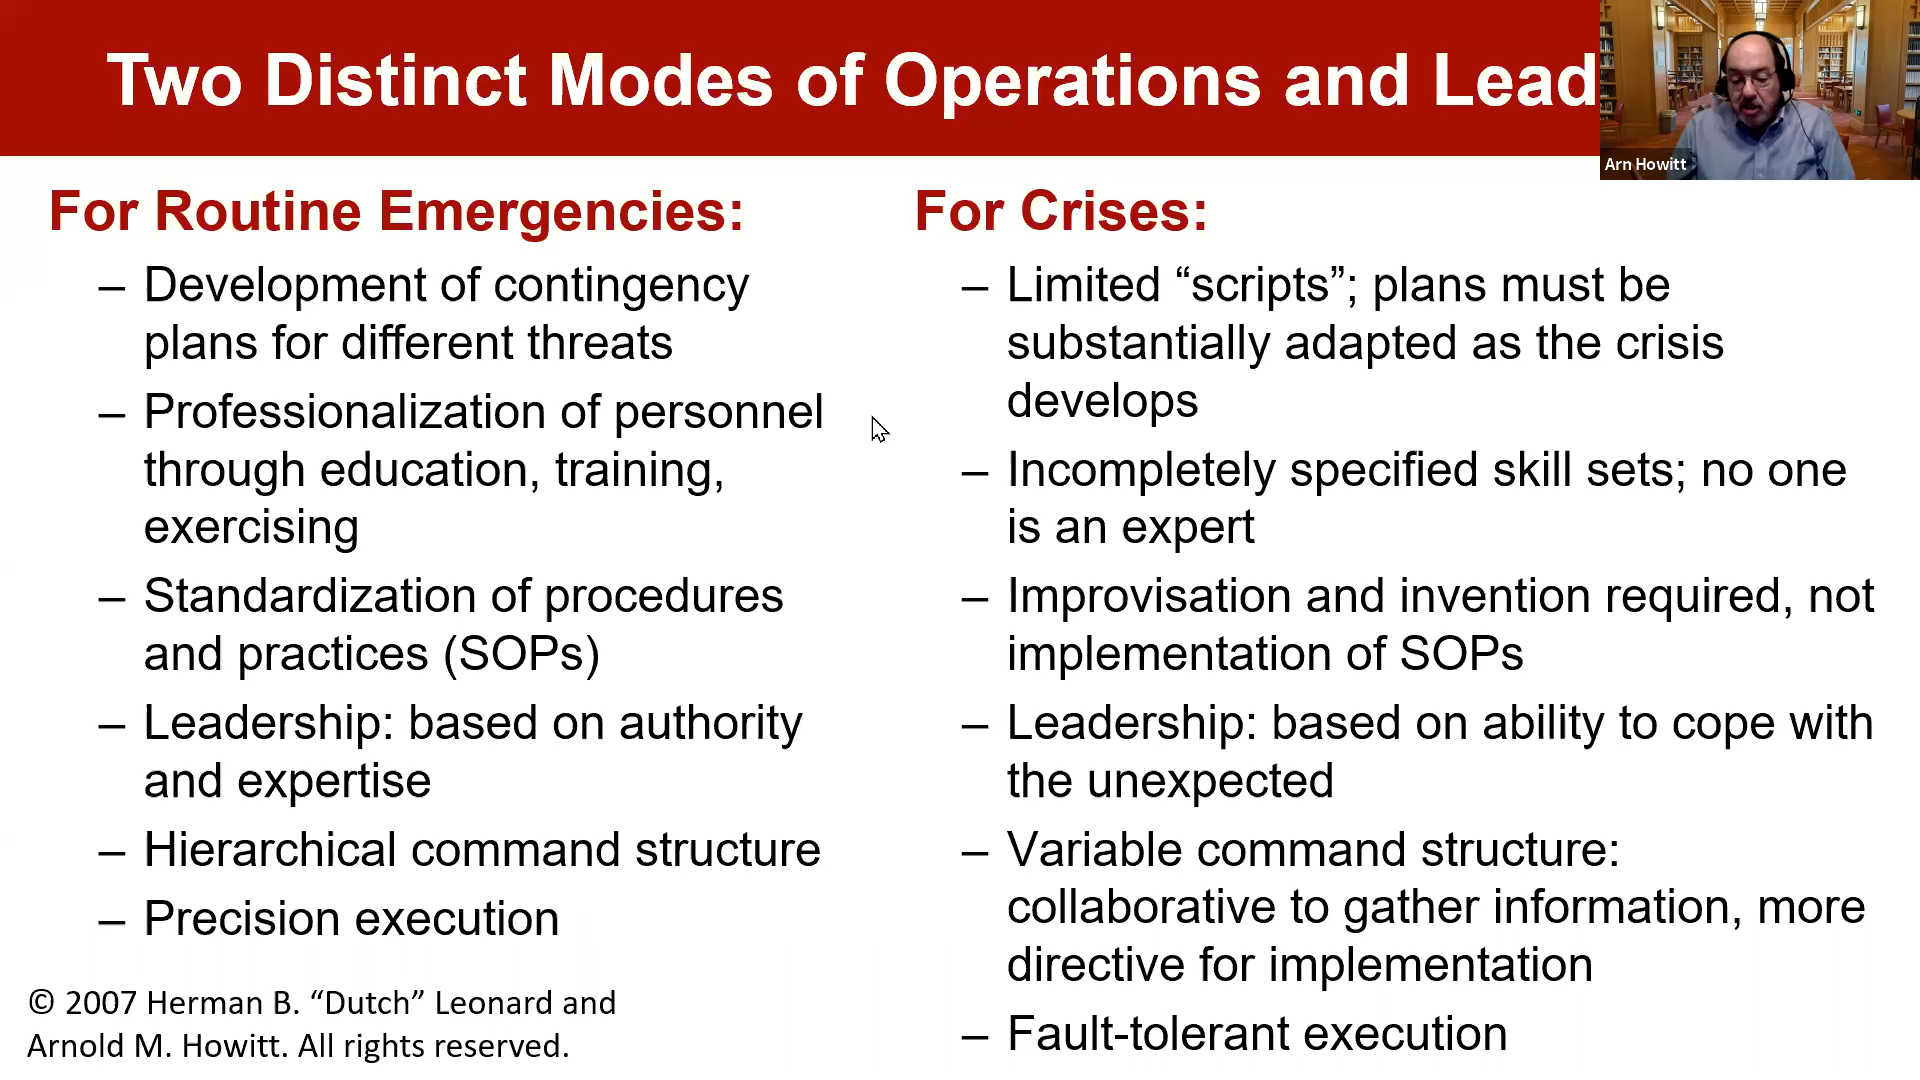 Two Distinct Modes of Operations and Lead
Arn Howitt
For Routine Emergencies:
– Development of contingency
plans for different threats
– Professionalization of personnel
through education, training,
exercising
– Standardization of procedures
and practices (SOPs)
– Leadership: based on authority
and expertise
– Hierarchical command structure
– Precision execution
© 2007 Herman B. “Dutch” Leonard and
Arnold M. Howitt. All rights reserved.
For Crises:
– Limited “scripts”; plans must be
substantially adapted as the crisis
develops
– Incompletely specified skill sets; no one
is an expert
– Improvisation and invention required, not
implementation of SOPs
– Leadership: based on ability to cope with
the unexpected
– Variable command structure:
collaborative to gather information, more
directive for implementation
– Fault-tolerant execution